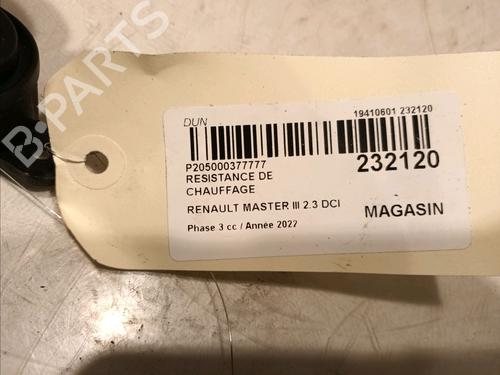 B-PARTS
DUN
19410601 232120
P205000377777
232120
RESISTANCE DE
CHAUFFAGE
RENAULT MASTER III 2.3 DCI
MAGASIN
Phase 3 cc / Année 2022